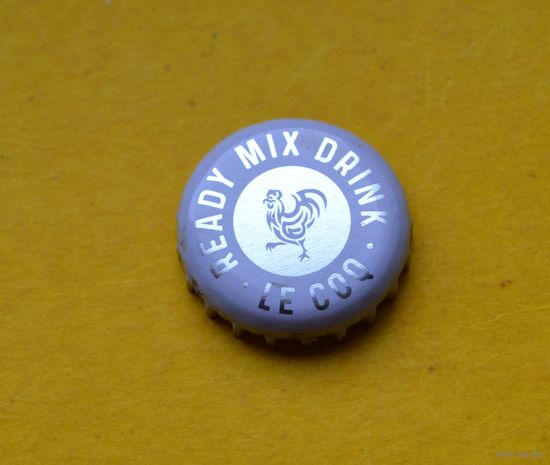 READY MIX DRINK
· LE COQ ·